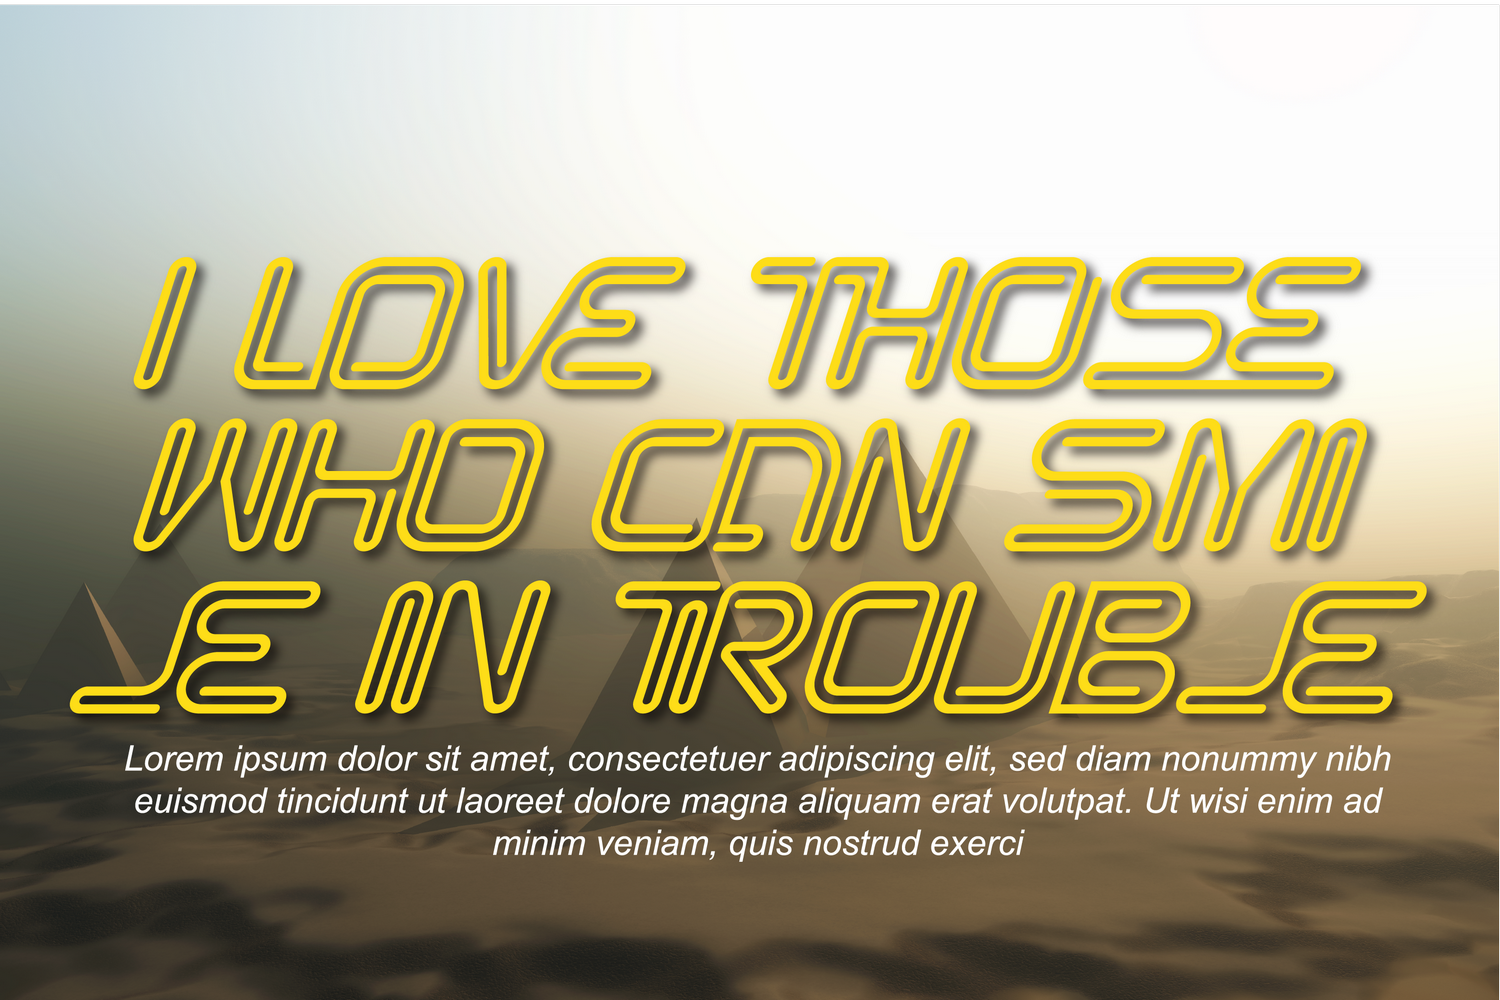 I LOVE THOSE
WHO CAN SMI
LE IN TROUBLE
Lorem ipsum dolor sit amet, consectetuer adipiscing elit, sed diam nonummy nibh
euismod tincidunt ut laoreet dolore magna aliquam erat volutpat. Ut wisi enim ad
minim veniam, quis nostrud exerci